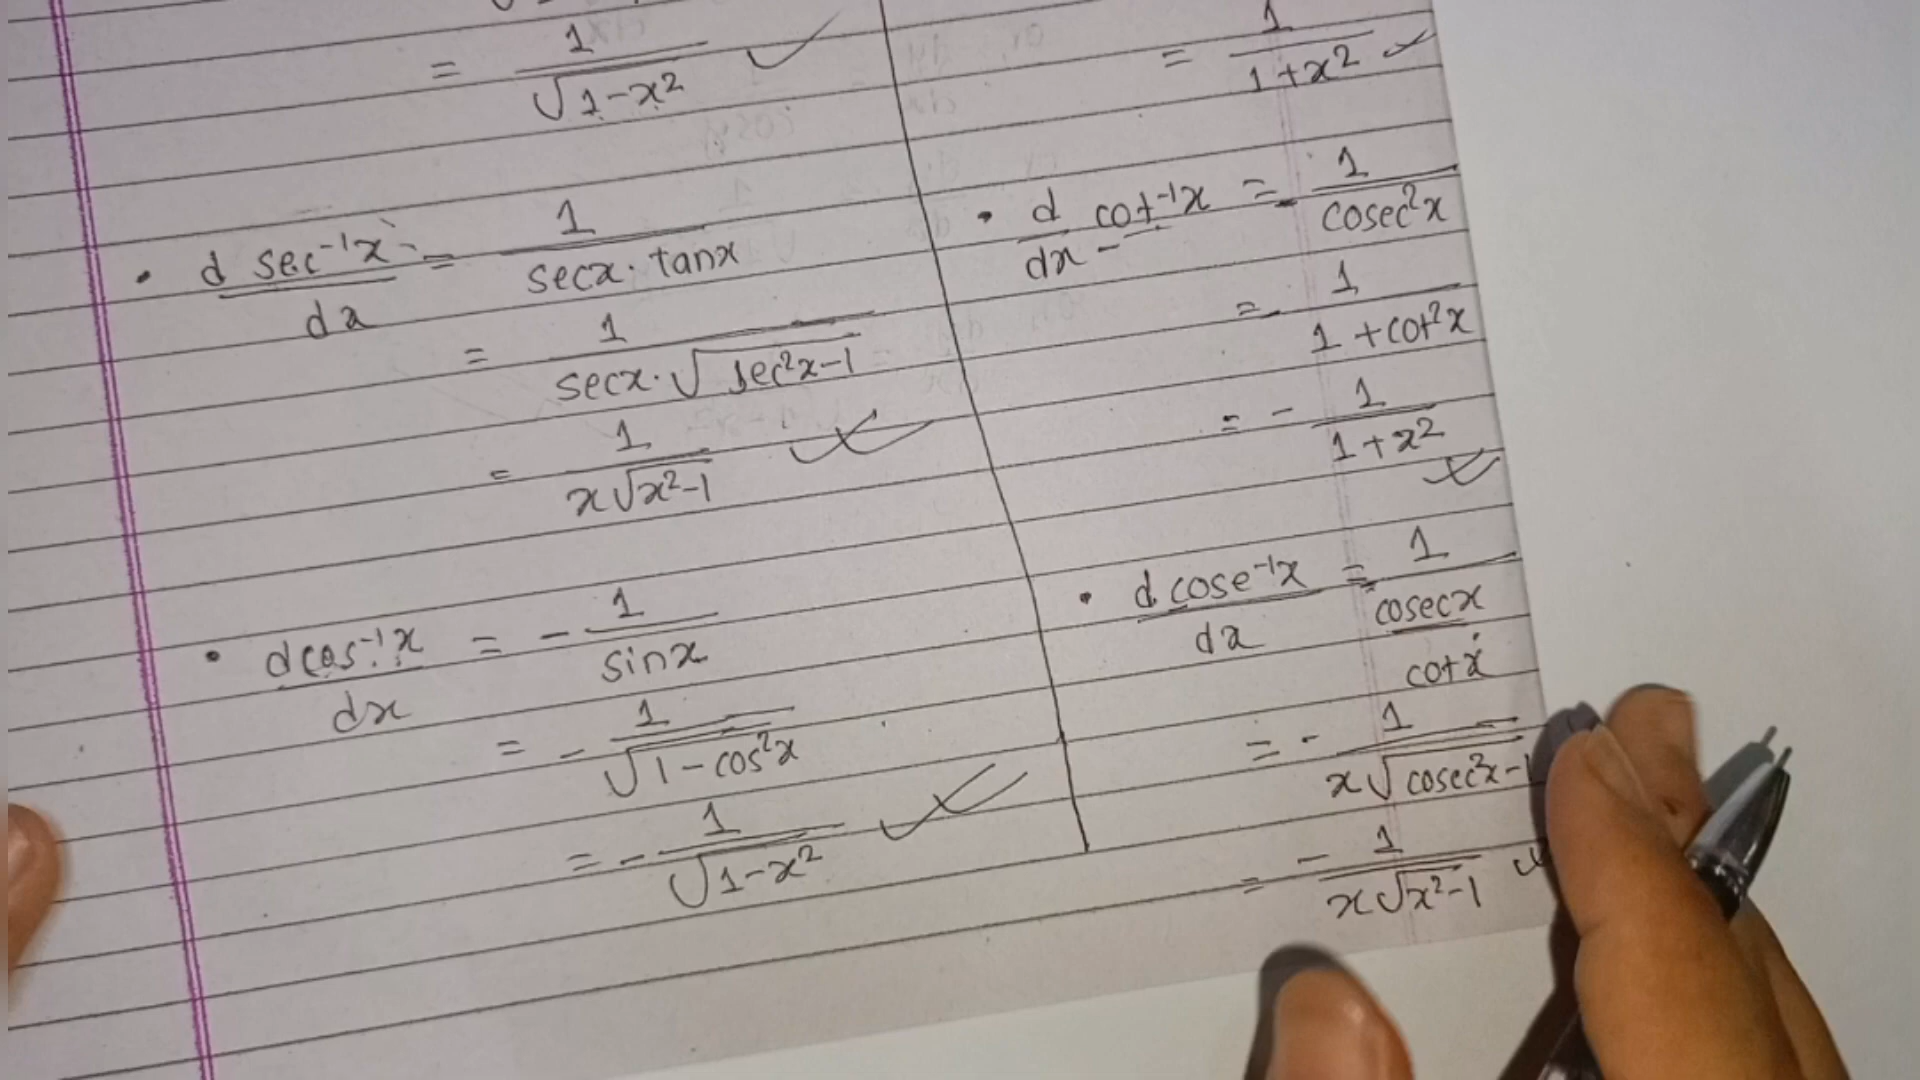 = 1/√(1-x²)
• d sec⁻¹x/dx = 1/(secx · tanx)
= 1/(secx · √(sec²x-1))
= 1/(x√(x²-1))
• dcos⁻¹x/dx = - 1/sinx
= - 1/√(1-cos²x)
= - 1/√(1-x²)
= 1/(1+x²)
• d/dx cot⁻¹x = - 1/cosec²x
= - 1/(1+cot²x)
= - 1/(1+x²)
• d cose⁻¹x/dx = 1/(cosecx cotx)
= - 1/(x√(cosec²x-1))
= - 1/(x√(x²-1))